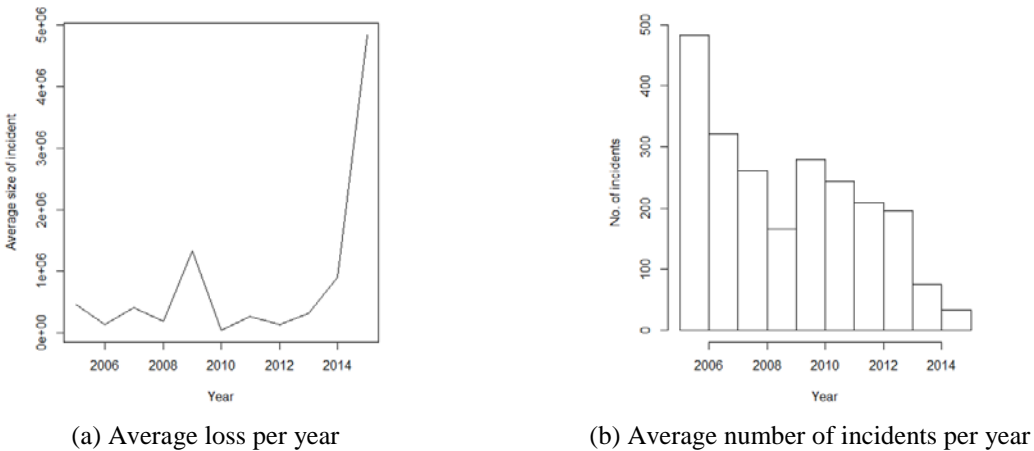 Average size of incident
0e+00 1e+06 2e+06 3e+06 4e+06 5e+06
2006 2008 2010 2012 2014
Year
(a) Average loss per year
No. of incidents
0 100 200 300 400 500
2006 2008 2010 2012 2014
Year
(b) Average number of incidents per year